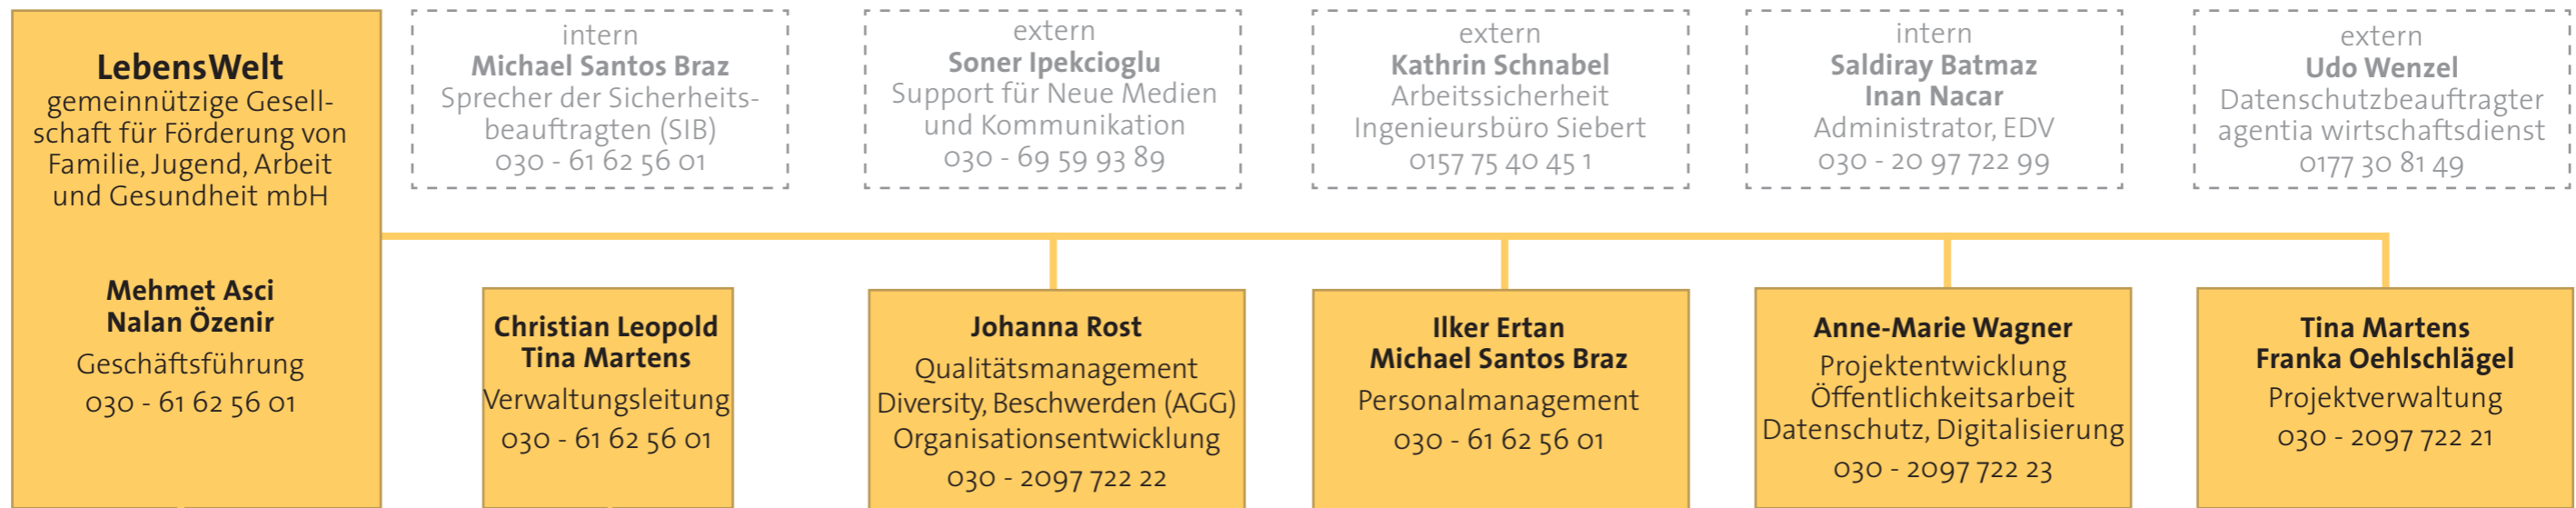 LebensWelt
gemeinnützige Gesell-
schaft für Förderung von
Familie, Jugend, Arbeit
und Gesundheit mbH
Mehmet Asci
Nalan Özenir
Geschäftsführung
030 - 61 62 56 01
intern
Michael Santos Braz
Sprecher der Sicherheits-
beauftragten (SIB)
030 - 61 62 56 01
extern
Soner Ipekcioglu
Support für Neue Medien
und Kommunikation
030 - 69 59 93 89
extern
Kathrin Schnabel
Arbeitssicherheit
Ingenieursbüro Siebert
0157 75 40 45 1
intern
Saldiray Batmaz
Inan Nacar
Administrator, EDV
030 - 20 97 722 99
extern
Udo Wenzel
Datenschutzbeauftragter
agentia wirtschaftsdienst
0177 30 81 49
Christian Leopold
Tina Martens
Verwaltungsleitung
030 - 61 62 56 01
Johanna Rost
Qualitätsmanagement
Diversity, Beschwerden (AGG)
Organisationsentwicklung
030 - 2097 722 22
Ilker Ertan
Michael Santos Braz
Personalmanagement
030 - 61 62 56 01
Anne-Marie Wagner
Projektentwicklung
Öffentlichkeitsarbeit
Datenschutz, Digitalisierung
030 - 2097 722 23
Tina Martens
Franka Oehlschlägel
Projektverwaltung
030 - 2097 722 21